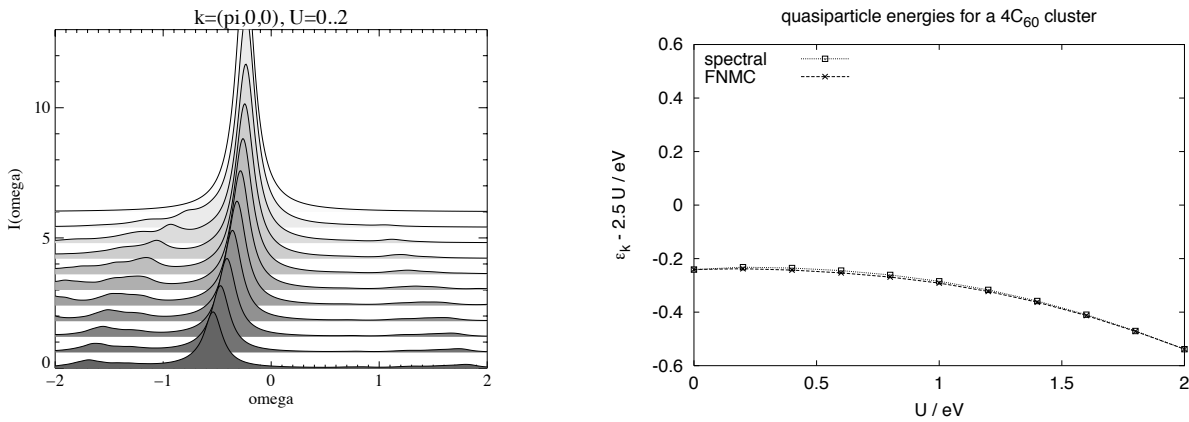 k=(pi,0,0), U=0..2
I(omega)
10
5
0
−2
−1
0
1
2
omega
quasiparticle energies for a 4C60 cluster
spectral
FNMC
εk - 2.5 U / eV
0.6
0.4
0.2
0
-0.2
-0.4
-0.6
0
0.5
1
1.5
2
U / eV